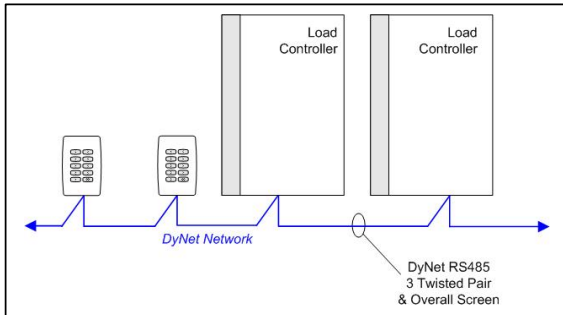 Load
Controller
Load
Controller
DyNet Network
DyNet RS485
3 Twisted Pair
& Overall Screen